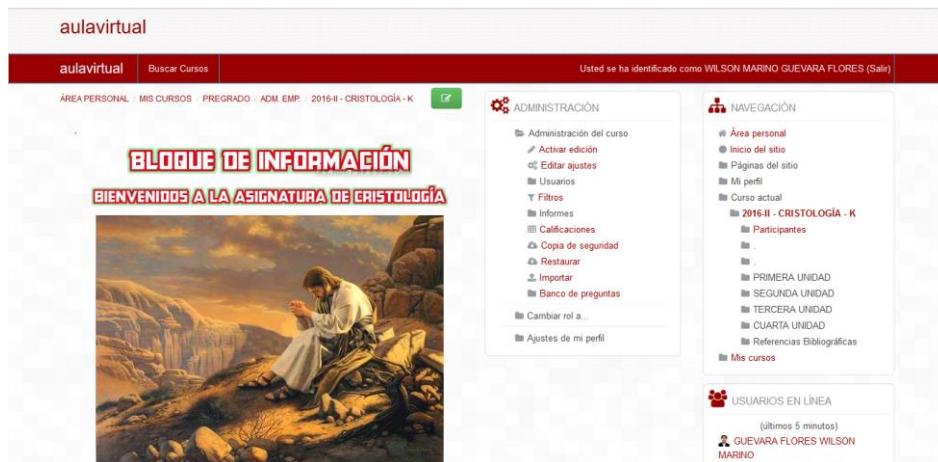 aulavirtual
aulavirtual Buscar Cursos Usted se ha identificado como WILSON MARINO GUEVARA FLORES (Salir)
ÁREA PERSONAL / MIS CURSOS / PREGRADO / ADM. EMP. / 2016-II - CRISTOLOGÍA - K
BLOQUE DE INFORMACIÓN
BIENVENIDOS A LA ASIGNATURA DE CRISTOLOGÍA
ADMINISTRACIÓN
Administración del curso
Activar edición
Editar ajustes
Usuarios
Filtros
Informes
Calificaciones
Copia de seguridad
Restaurar
Importar
Banco de preguntas
Cambiar rol a...
Ajustes de mi perfil
NAVEGACIÓN
Área personal
Inicio del sitio
Páginas del sitio
Mi perfil
Curso actual
2016-II - CRISTOLOGÍA - K
Participantes
.
.
PRIMERA UNIDAD
SEGUNDA UNIDAD
TERCERA UNIDAD
CUARTA UNIDAD
Referencias Bibliográficas
Mis cursos
USUARIOS EN LÍNEA
(últimos 5 minutos)
GUEVARA FLORES WILSON
MARINO